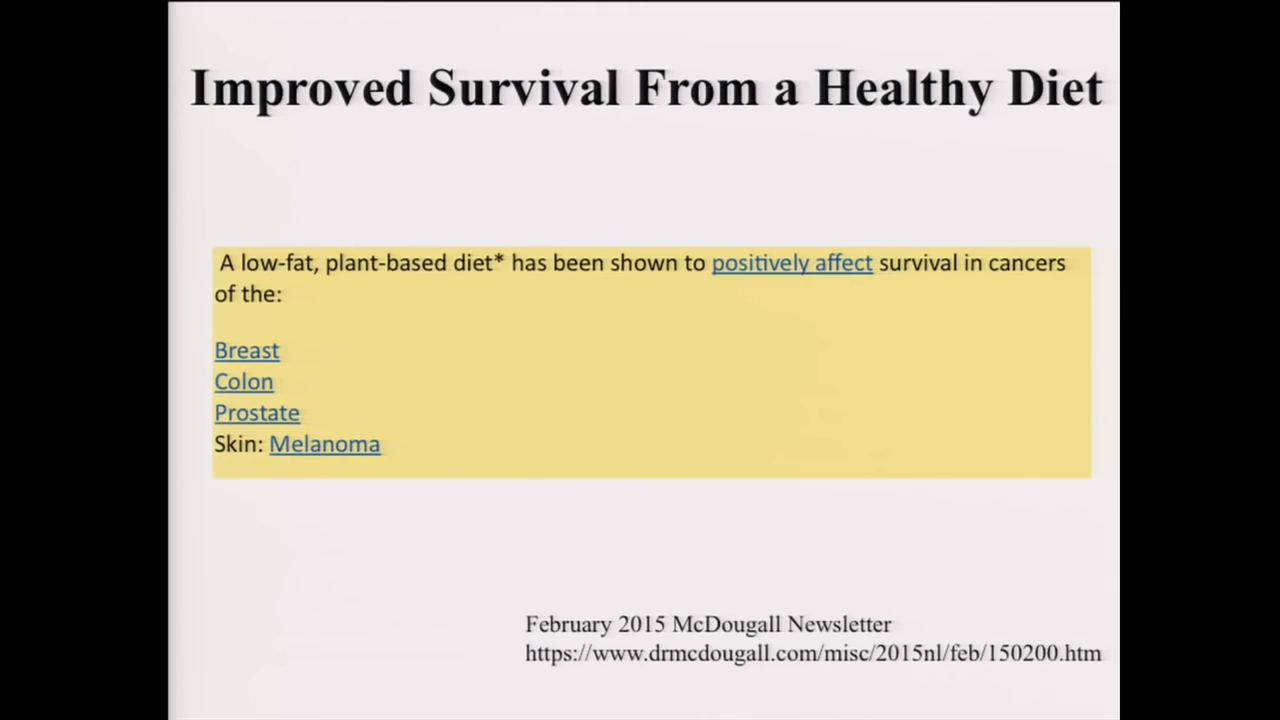 Improved Survival From a Healthy Diet
A low-fat, plant-based diet* has been shown to positively affect survival in cancers
of the:
Breast
Colon
Prostate
Skin: Melanoma
February 2015 McDougall Newsletter
https://www.drmcdougall.com/misc/2015nl/feb/150200.htm